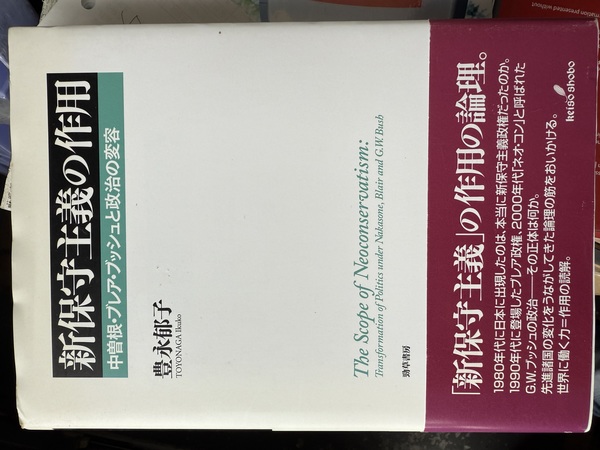 新保守主義の作用
中曽根・ブレア・ブッシュと政治の変容
豊永郁子
TOYONAGA Ikuko
The Scope of Neoconservatism:
Transformation of Politics under Nakasone, Blair and G.W. Bush
勁草書房
「新保守主義」の作用の論理。
1980年代に日本に出現したのは、本当に新保守主義政権だったのか。
1990年代に登場したブレア政権、2000年代「ネオ・コン」と呼ばれた
G.W.ブッシュの政治――その正体は何か。
先進諸国の変化をうながしてきた論理の筋をおいかける。
世界に働く力=作用の読解。
keiso shobo